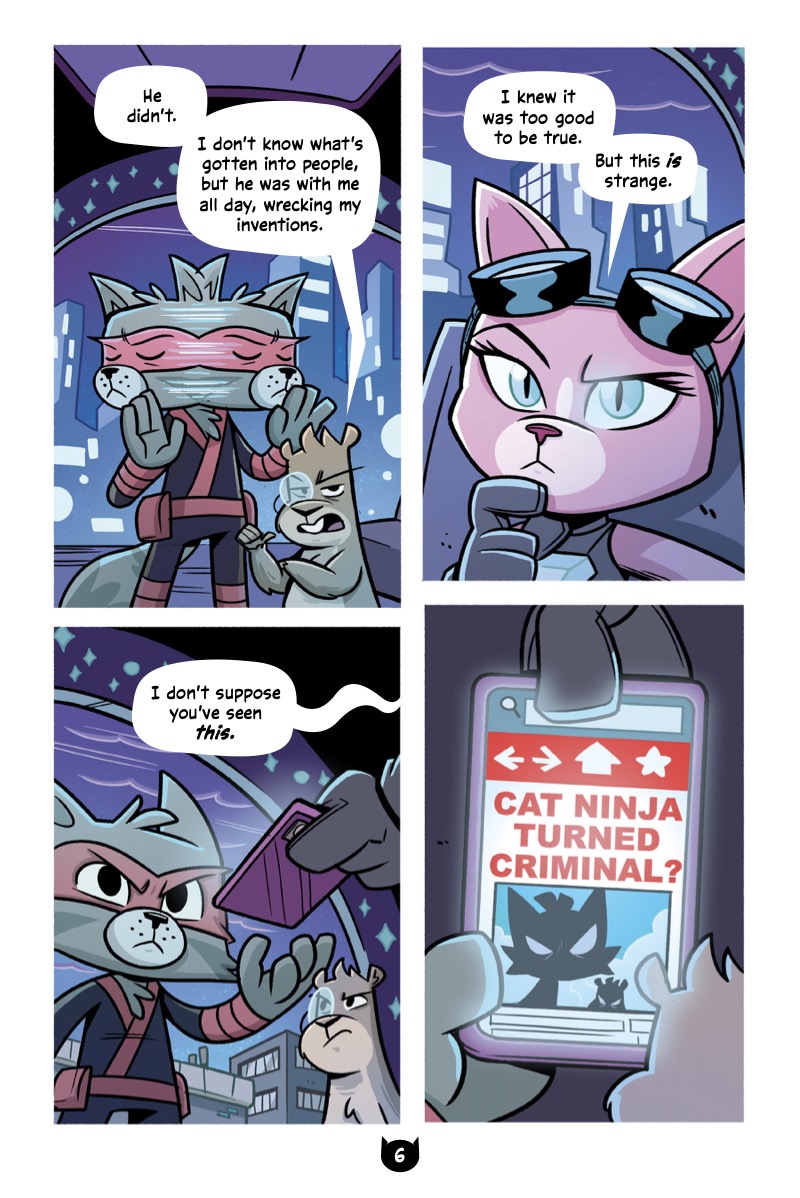 He
didn't.
I don't know what's
gotten into people,
but he was with me
all day, wrecking my
inventions.
I knew it
was too good
to be true.
But this is
strange.
I don't suppose
you've seen
this.
CAT NINJA
TURNED
CRIMINAL?
6